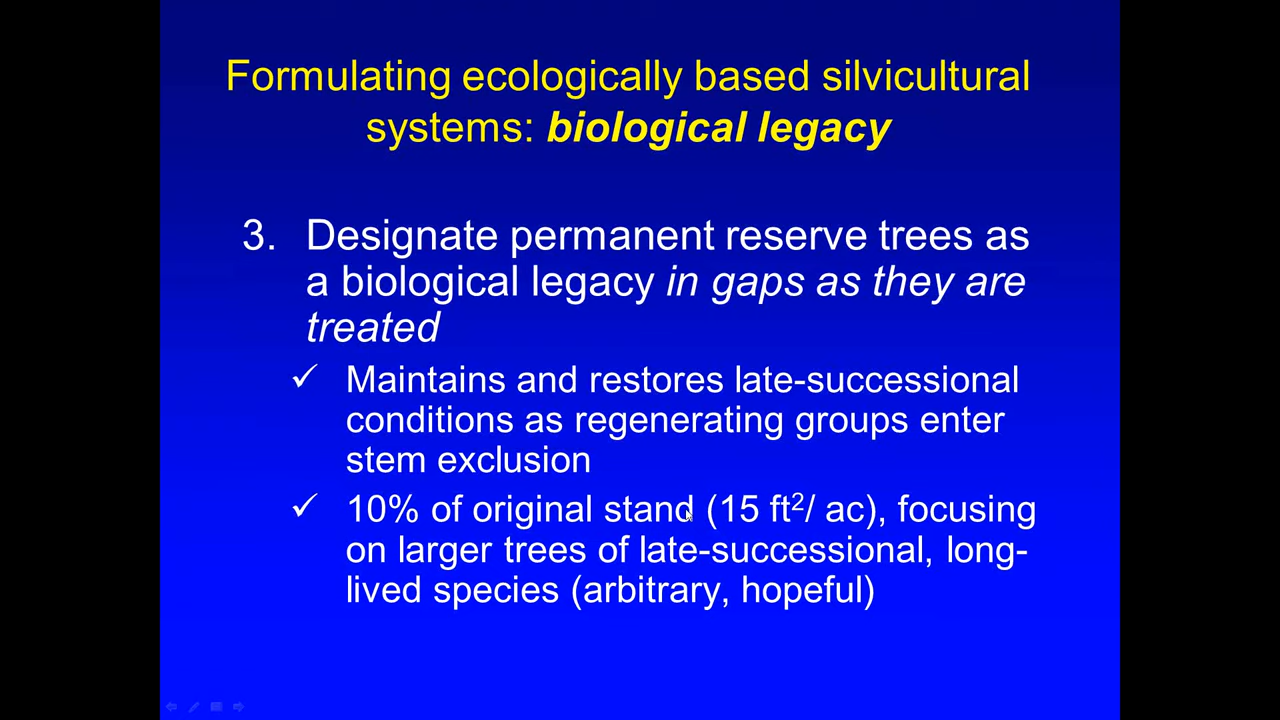 Formulating ecologically based silvicultural
systems: biological legacy
3. Designate permanent reserve trees as
a biological legacy in gaps as they are
treated
✓ Maintains and restores late-successional
conditions as regenerating groups enter
stem exclusion
✓ 10% of original stand (15 ft²/ ac), focusing
on larger trees of late-successional, long-
lived species (arbitrary, hopeful)